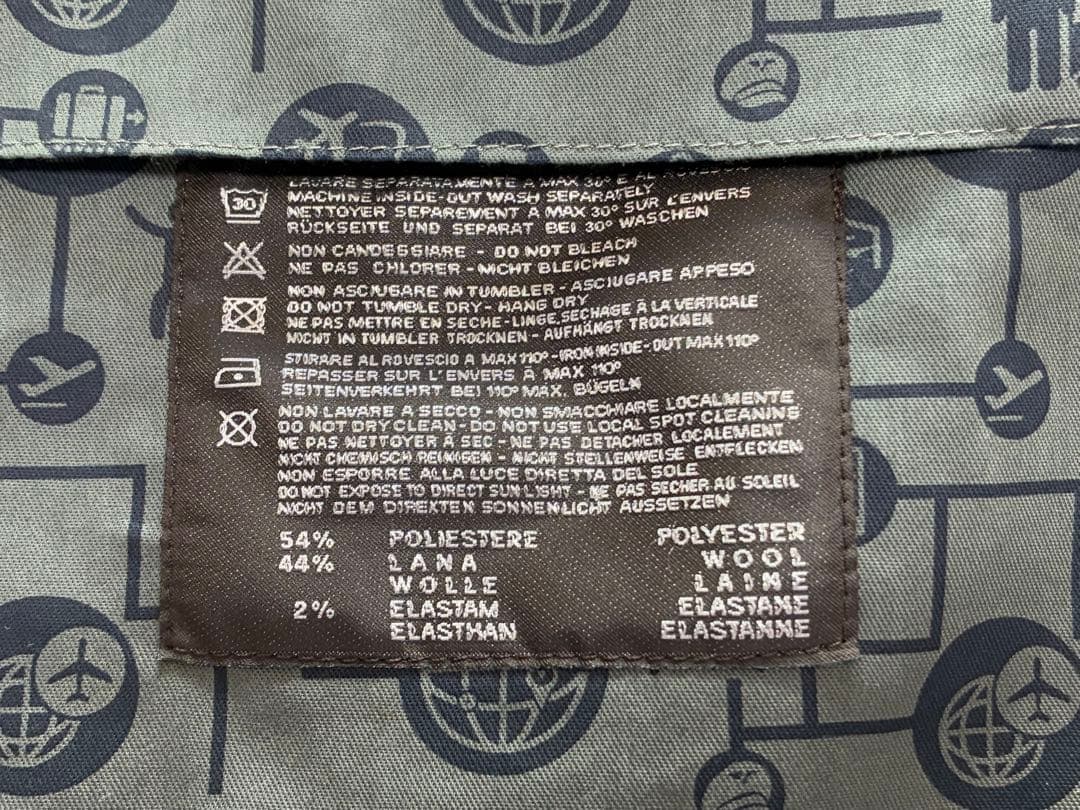 LAVARE SEPARATAMENTE A MAX 30° E AL ROVESCIO
30
MACHINE INSIDE-OUT WASH SEPARATELY
NETTOYER SEPAREMENT A MAX 30° SUR L'ENVERS
RÜCKSEITE UND SEPARAT BEI 30° WASCHEN
NON CANDEGGIARE - DO NOT BLEACH
NE PAS CHLORER - NICHT BLEICHEN
NON ASCIUGARE IN TUMBLER - ASCIUGARE APPESO
DO NOT TUMBLE DRY - HANG DRY
NE PAS METTRE EN SECHE-LINGE, SECHAGE À LA VERTICALE
NICHT IN TUMBLER TROCKNEN - AUFHÄNGT TROCKNEN
STIRARE AL ROVESCIO A MAX 110° - IRON INSIDE-OUT MAX 110°
REPASSER SUR L'ENVERS À MAX 110°
SEITENVERKEHRT BEI 110° MAX. BÜGELN
NON LAVARE A SECCO - NON SMACCHIARE LOCALMENTE
DO NOT DRY CLEAN - DO NOT USE LOCAL SPOT CLEANING
NE PAS NETTOYER À SEC - NE PAS DETACHER LOCALEMENT
NICHT CHEMISCH REINIGEN - NICHT STELLENWEISE ENTFLECKEN
NON ESPORRE ALLA LUCE DIRETTA DEL SOLE
DO NOT EXPOSE TO DIRECT SUN LIGHT - NE PAS SECHER AU SOLEIL
NICHT DEM DIREKTEN SONNENLICHT AUSSETZEN
54% POLIESTERE POLYESTER
44% LANA WOOL
WOLLE LAINE
2% ELASTAM ELASTANE
ELASTHAN ELASTANNE